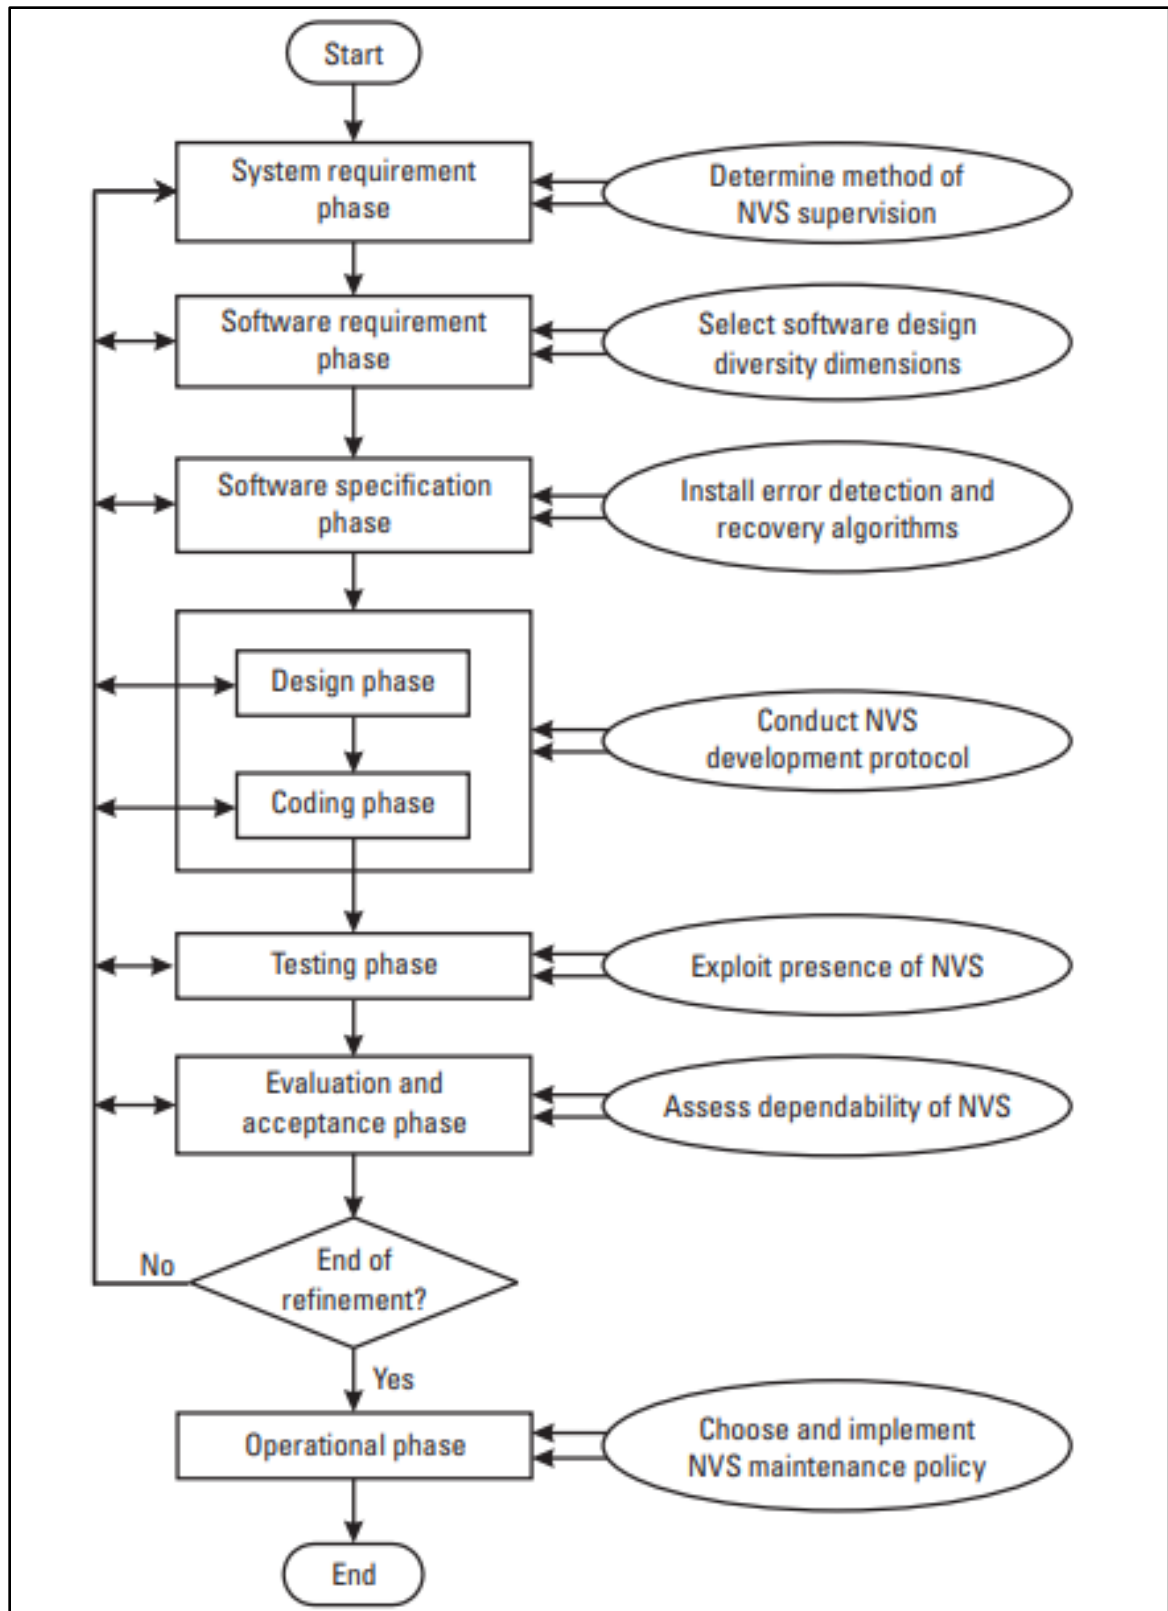 Start
System requirement
phase
Determine method of
NVS supervision
Software requirement
phase
Select software design
diversity dimensions
Software specification
phase
Install error detection and
recovery algorithms
Design phase
Conduct NVS
development protocol
Coding phase
Testing phase
Exploit presence of NVS
Evaluation and
acceptance phase
Assess dependability of NVS
End of
refinement?
No
Yes
Operational phase
Choose and implement
NVS maintenance policy
End